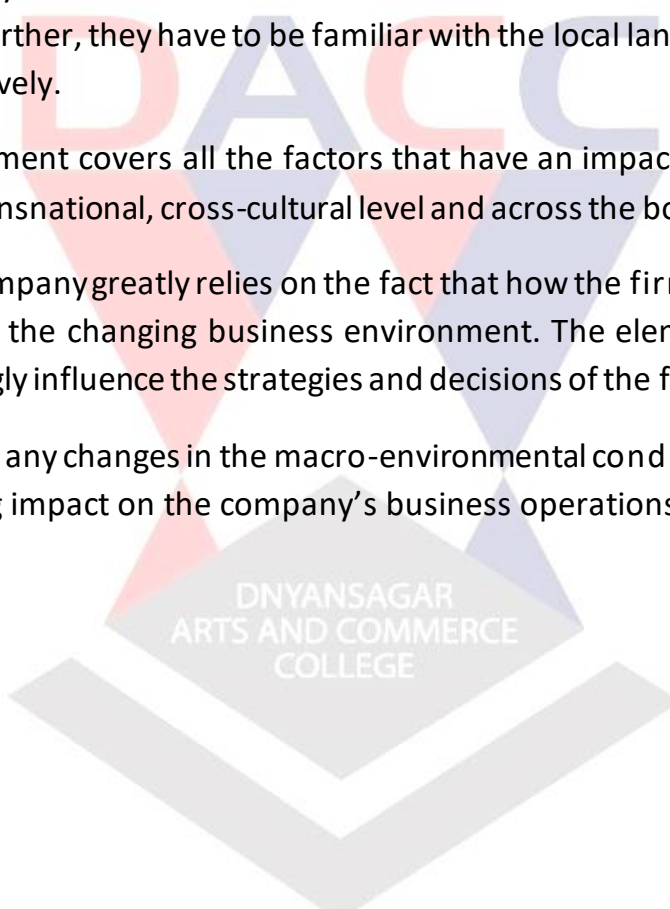 rther, they have to be familiar with the local lan
vely.
DACC
ment covers all the factors that have an impac
nsnational, cross-cultural level and across the bo
mpany greatly relies on the fact that how the firr
the changing business environment. The eler
gly influence the strategies and decisions of the f
any changes in the macro-environmental cond
g impact on the company’s business operations
DNYANSAGAR
ARTS AND COMMERCE
COLLEGE